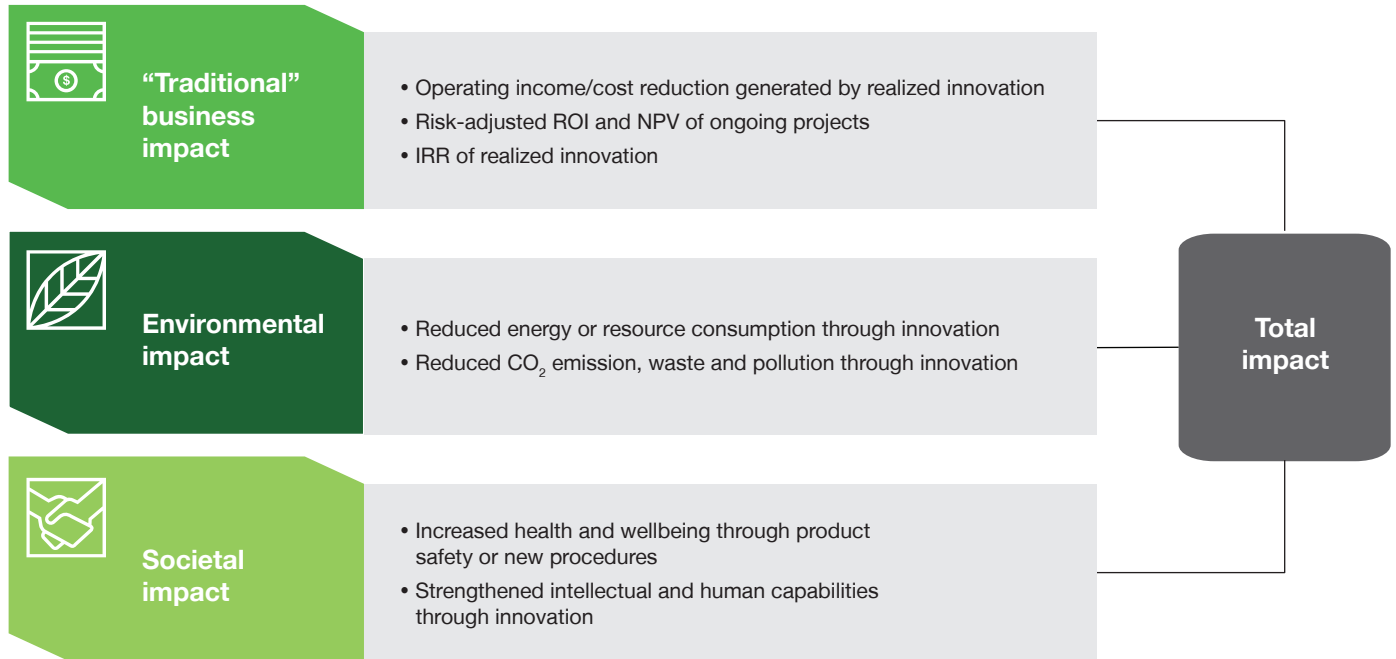 $
“Traditional”
business
impact
• Operating income/cost reduction generated by realized innovation
• Risk-adjusted ROI and NPV of ongoing projects
• IRR of realized innovation
Environmental
impact
• Reduced energy or resource consumption through innovation
• Reduced CO₂ emission, waste and pollution through innovation
Total
impact
Societal
impact
• Increased health and wellbeing through product
safety or new procedures
• Strengthened intellectual and human capabilities
through innovation